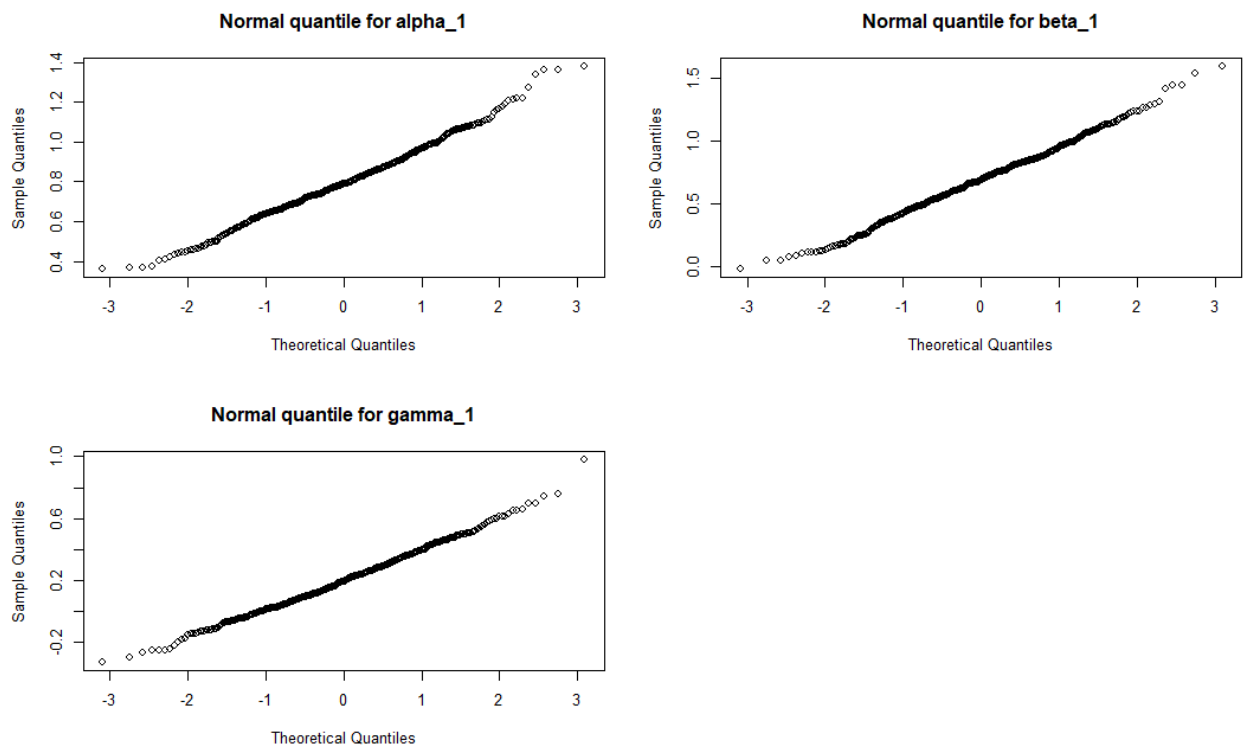 Normal quantile for alpha_1
Sample Quantiles
1.4
1.2
1.0
0.8
0.6
0.4
-3 -2 -1 0 1 2 3
Theoretical Quantiles
Normal quantile for beta_1
Sample Quantiles
1.5
1.0
0.5
0.0
-3 -2 -1 0 1 2 3
Theoretical Quantiles
Normal quantile for gamma_1
Sample Quantiles
1.0
0.6
0.2
-0.2
-3 -2 -1 0 1 2 3
Theoretical Quantiles